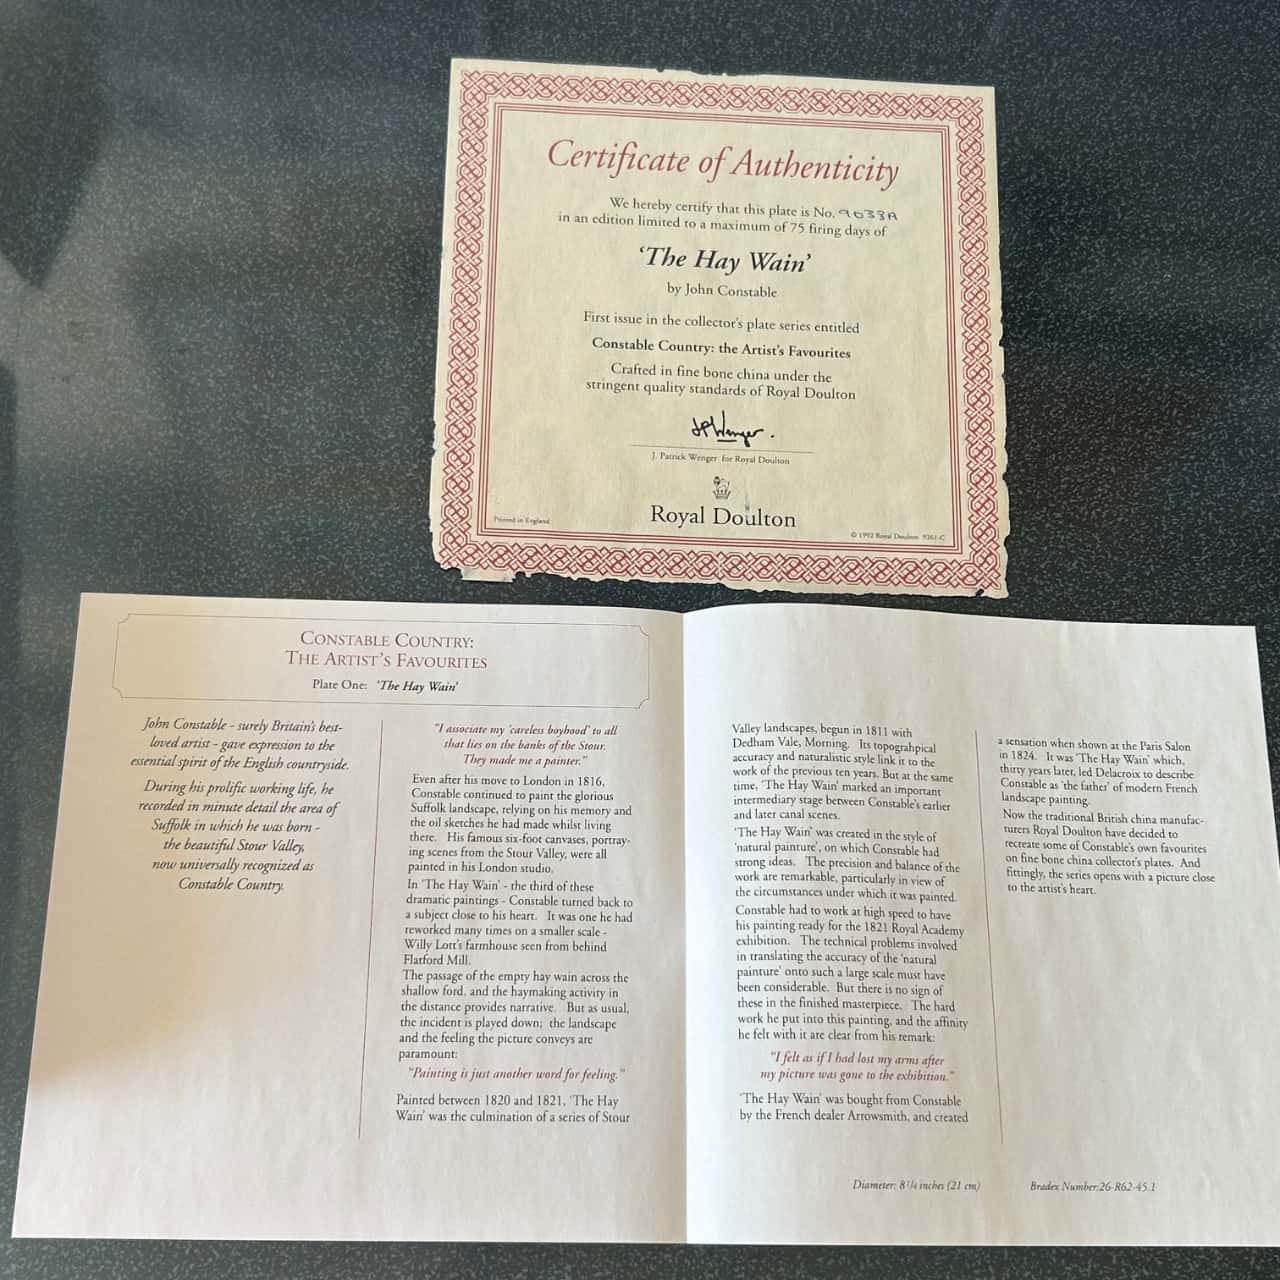 Certificate of Authenticity
We hereby certify that this plate is No. 9033A
in an edition limited to a maximum of 75 firing days of
‘The Hay Wain’
by John Constable
First issue in the collector's plate series entitled
Constable Country: the Artist's Favourites
Crafted in fine bone china under the
stringent quality standards of Royal Doulton
JPWenger.
J. Patrick Wenger for Royal Doulton
Royal Doulton
Printed in England
© 1992 Royal Doulton 9261-C
CONSTABLE COUNTRY:
THE ARTIST'S FAVOURITES
Plate One: ‘The Hay Wain’
John Constable - surely Britain's best-
loved artist - gave expression to the
essential spirit of the English countryside.
During his prolific working life, he
recorded in minute detail the area of
Suffolk in which he was born -
the beautiful Stour Valley,
now universally recognized as
Constable Country.
"I associate my 'careless boyhood' to all
that lies on the banks of the Stour.
They made me a painter."
Even after his move to London in 1816,
Constable continued to paint the glorious
Suffolk landscape, relying on his memory and
the oil sketches he had made whilst living
there. His famous six-foot canvases, portray-
ing scenes from the Stour Valley, were all
painted in his London studio.
In 'The Hay Wain' - the third of these
dramatic paintings - Constable turned back to
a subject close to his heart. It was one he had
reworked many times on a smaller scale -
Willy Lott's farmhouse seen from behind
Flatford Mill.
The passage of the empty hay wain across the
shallow ford, and the haymaking activity in
the distance provides narrative. But as usual,
the incident is played down; the landscape
and the feeling the picture conveys are
paramount:
"Painting is just another word for feeling."
Painted between 1820 and 1821, 'The Hay
Wain' was the culmination of a series of Stour
Valley landscapes, begun in 1811 with
Dedham Vale, Morning. Its topograhpical
accuracy and naturalistic style link it to the
work of the previous ten years. But at the same
time, 'The Hay Wain' marked an important
intermediary stage between Constable's earlier
and later canal scenes.
'The Hay Wain' was created in the style of
'natural painture', on which Constable had
strong ideas. The precision and balance of the
work are remarkable, particularly in view of
the circumstances under which it was painted.
Constable had to work at high speed to have
his painting ready for the 1821 Royal Academy
exhibition. The technical problems involved
in translating the accuracy of the 'natural
painture' onto such a large scale must have
been considerable. But there is no sign of
these in the finished masterpiece. The hard
work he put into this painting, and the affinity
he felt with it are clear from his remark:
"I felt as if I had lost my arms after
my picture was gone to the exhibition."
'The Hay Wain' was bought from Constable
by the French dealer Arrowsmith, and created
a sensation when shown at the Paris Salon
in 1824. It was 'The Hay Wain' which,
thirty years later, led Delacroix to describe
Constable as 'the father' of modern French
landscape painting.
Now the traditional British china manufac-
turers Royal Doulton have decided to
recreate some of Constable's own favourites
on fine bone china collector's plates. And
fittingly, the series opens with a picture close
to the artist's heart.
Diameter: 8 1/4 inches (21 cm)
Bradex Number:26-R62-45.1